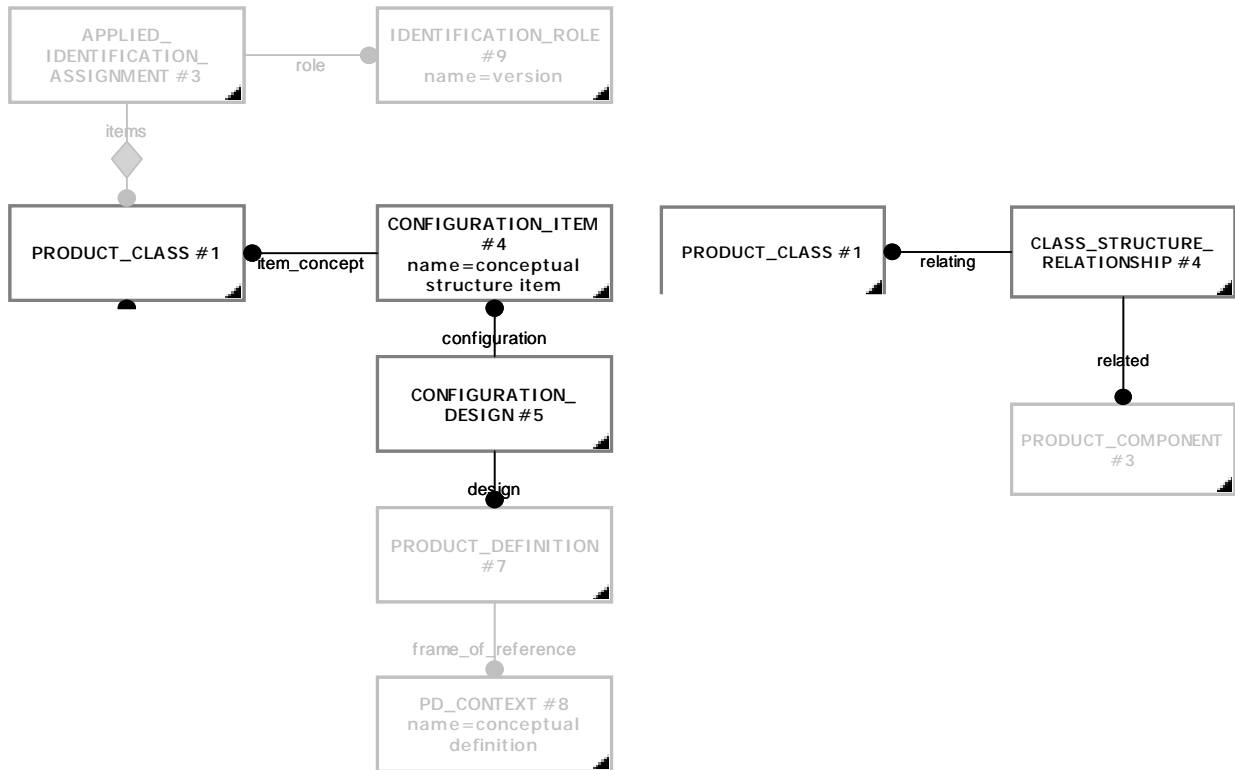 APPLIED_
IDENTIFICATION_
ASSIGNMENT #3
role
IDENTIFICATION_ROLE
#9
name=version
items
PRODUCT_CLASS #1
item_concept
CONFIGURATION_ITEM
#4
name=conceptual
structure item
configuration
CONFIGURATION_
DESIGN #5
design
PRODUCT_DEFINITION
#7
frame_of_reference
PD_CONTEXT #8
name=conceptual
definition
PRODUCT_CLASS #1
relating
CLASS_STRUCTURE_
RELATIONSHIP #4
related
PRODUCT_COMPONENT
#3